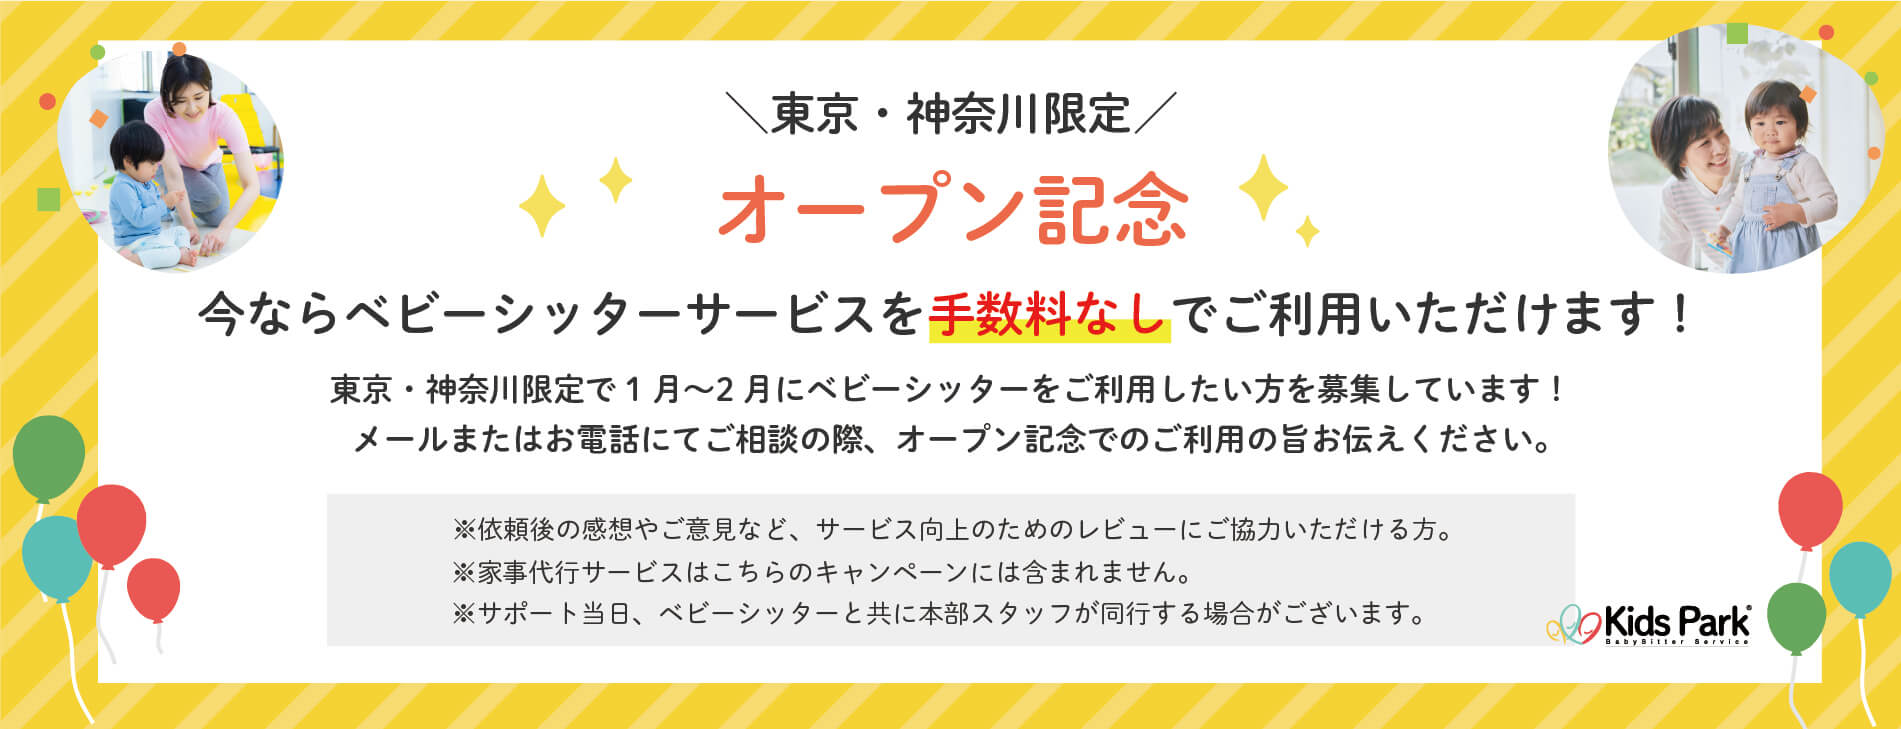 ＼東京・神奈川限定／
オープン記念
今ならベビーシッターサービスを手数料なしでご利用いただけます！
東京・神奈川限定で1月〜2月にベビーシッターをご利用したい方を募集しています！
メールまたはお電話にてご相談の際、オープン記念でのご利用の旨お伝えください。
※依頼後の感想やご意見など、サービス向上のためのレビューにご協力いただける方。
※家事代行サービスはこちらのキャンペーンには含まれません。
※サポート当日、ベビーシッターと共に本部スタッフが同行する場合がございます。
Kids Park®
BabySitter Service